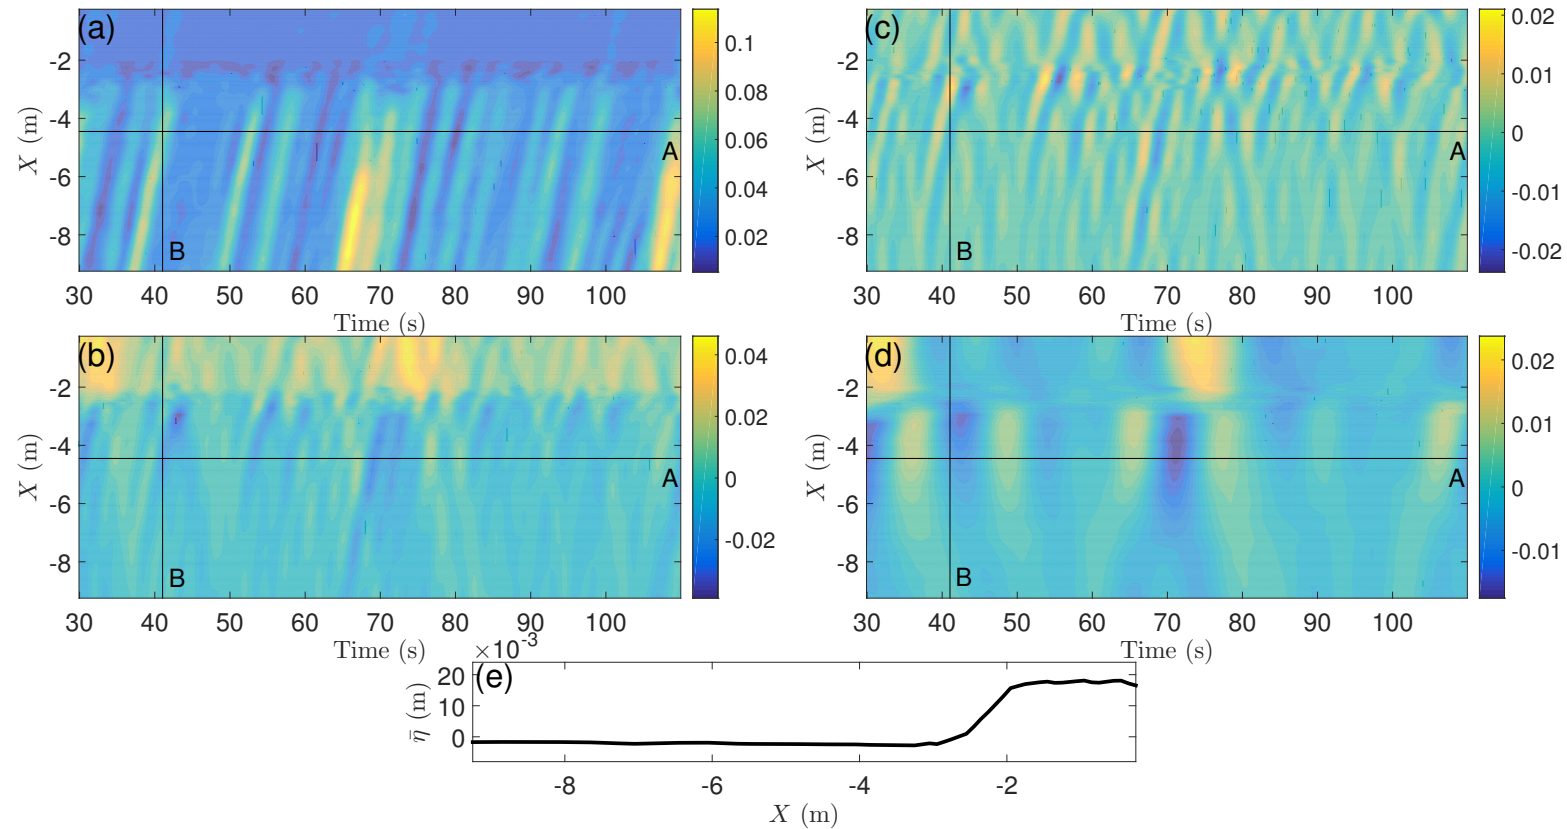 (a)
X (m)
-2
-4
-6
-8
A
B
30 40 50 60 70 80 90 100
Time (s)
0.1
0.08
0.06
0.04
0.02
(c)
X (m)
-2
-4
-6
-8
A
B
30 40 50 60 70 80 90 100
Time (s)
0.02
0.01
0
-0.01
-0.02
(b)
X (m)
-2
-4
-6
-8
A
B
30 40 50 60 70 80 90 100
Time (s)
0.04
0.02
0
-0.02
(d)
X (m)
-2
-4
-6
-8
A
B
30 40 50 60 70 80 90 100
Time (s)
0.02
0.01
0
-0.01
×10⁻³
(e)
η̄ (m)
20
10
0
-8 -6 -4 -2
X (m)